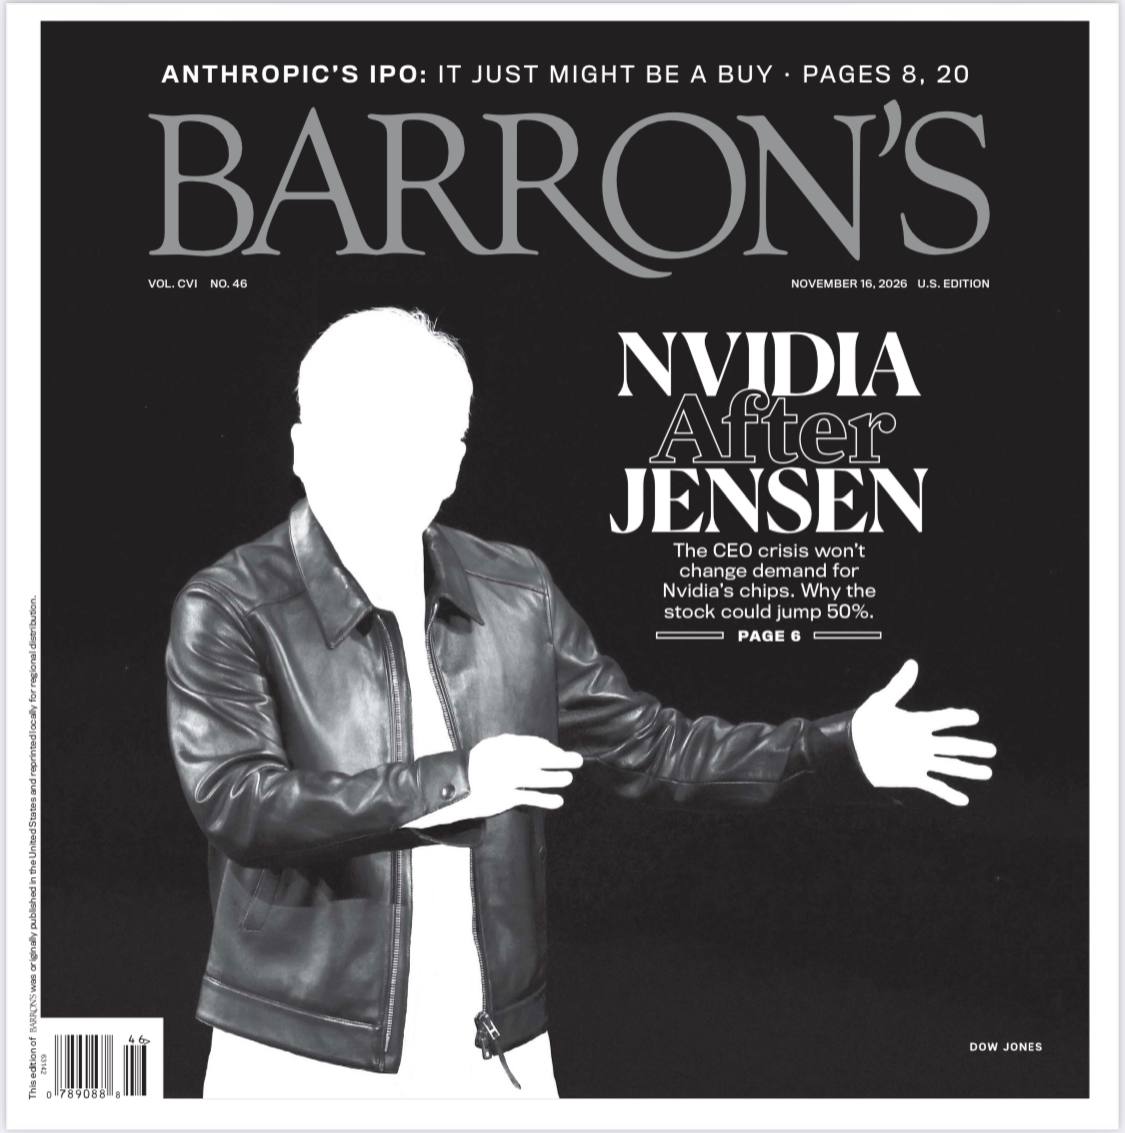 ANTHROPIC'S IPO: IT JUST MIGHT BE A BUY · PAGES 8, 20
BARRON'S
VOL. CVI NO. 46
NOVEMBER 16, 2026 U.S. EDITION
NVIDIA
After
JENSEN
The CEO crisis won't
change demand for
Nvidia's chips. Why the
stock could jump 50%.
PAGE 6
This edition of BARRON'S was originally published in the United States and reprinted locally for regional distribution.
DOW JONES
46
63142
0 789088 8